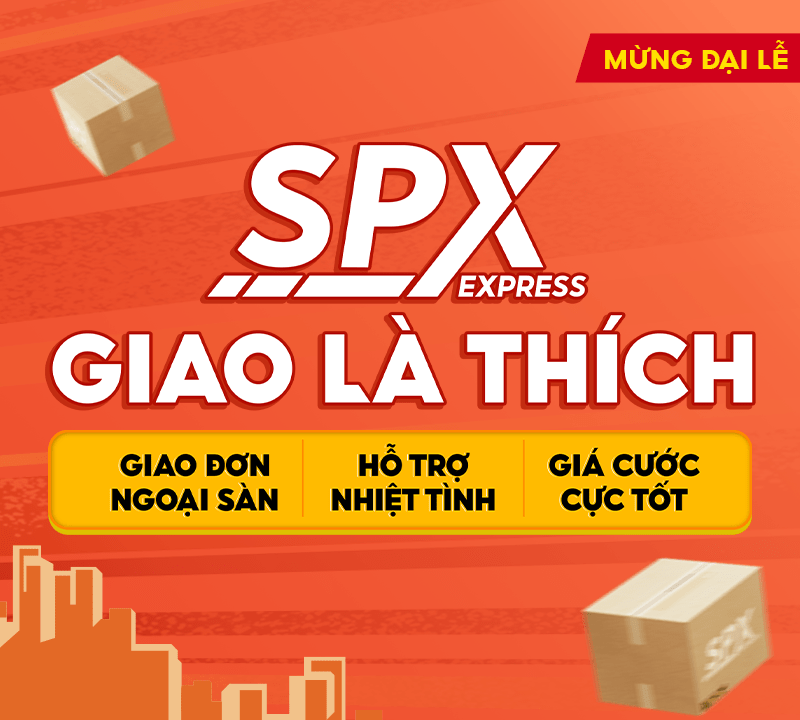 MỪNG ĐẠI LỄ
SPX
EXPRESS
GIAO LÀ THÍCH
GIAO ĐƠN
NGOẠI SÀN
HỖ TRỢ
NHIỆT TÌNH
GIÁ CƯỚC
CỰC TỐT
SPX